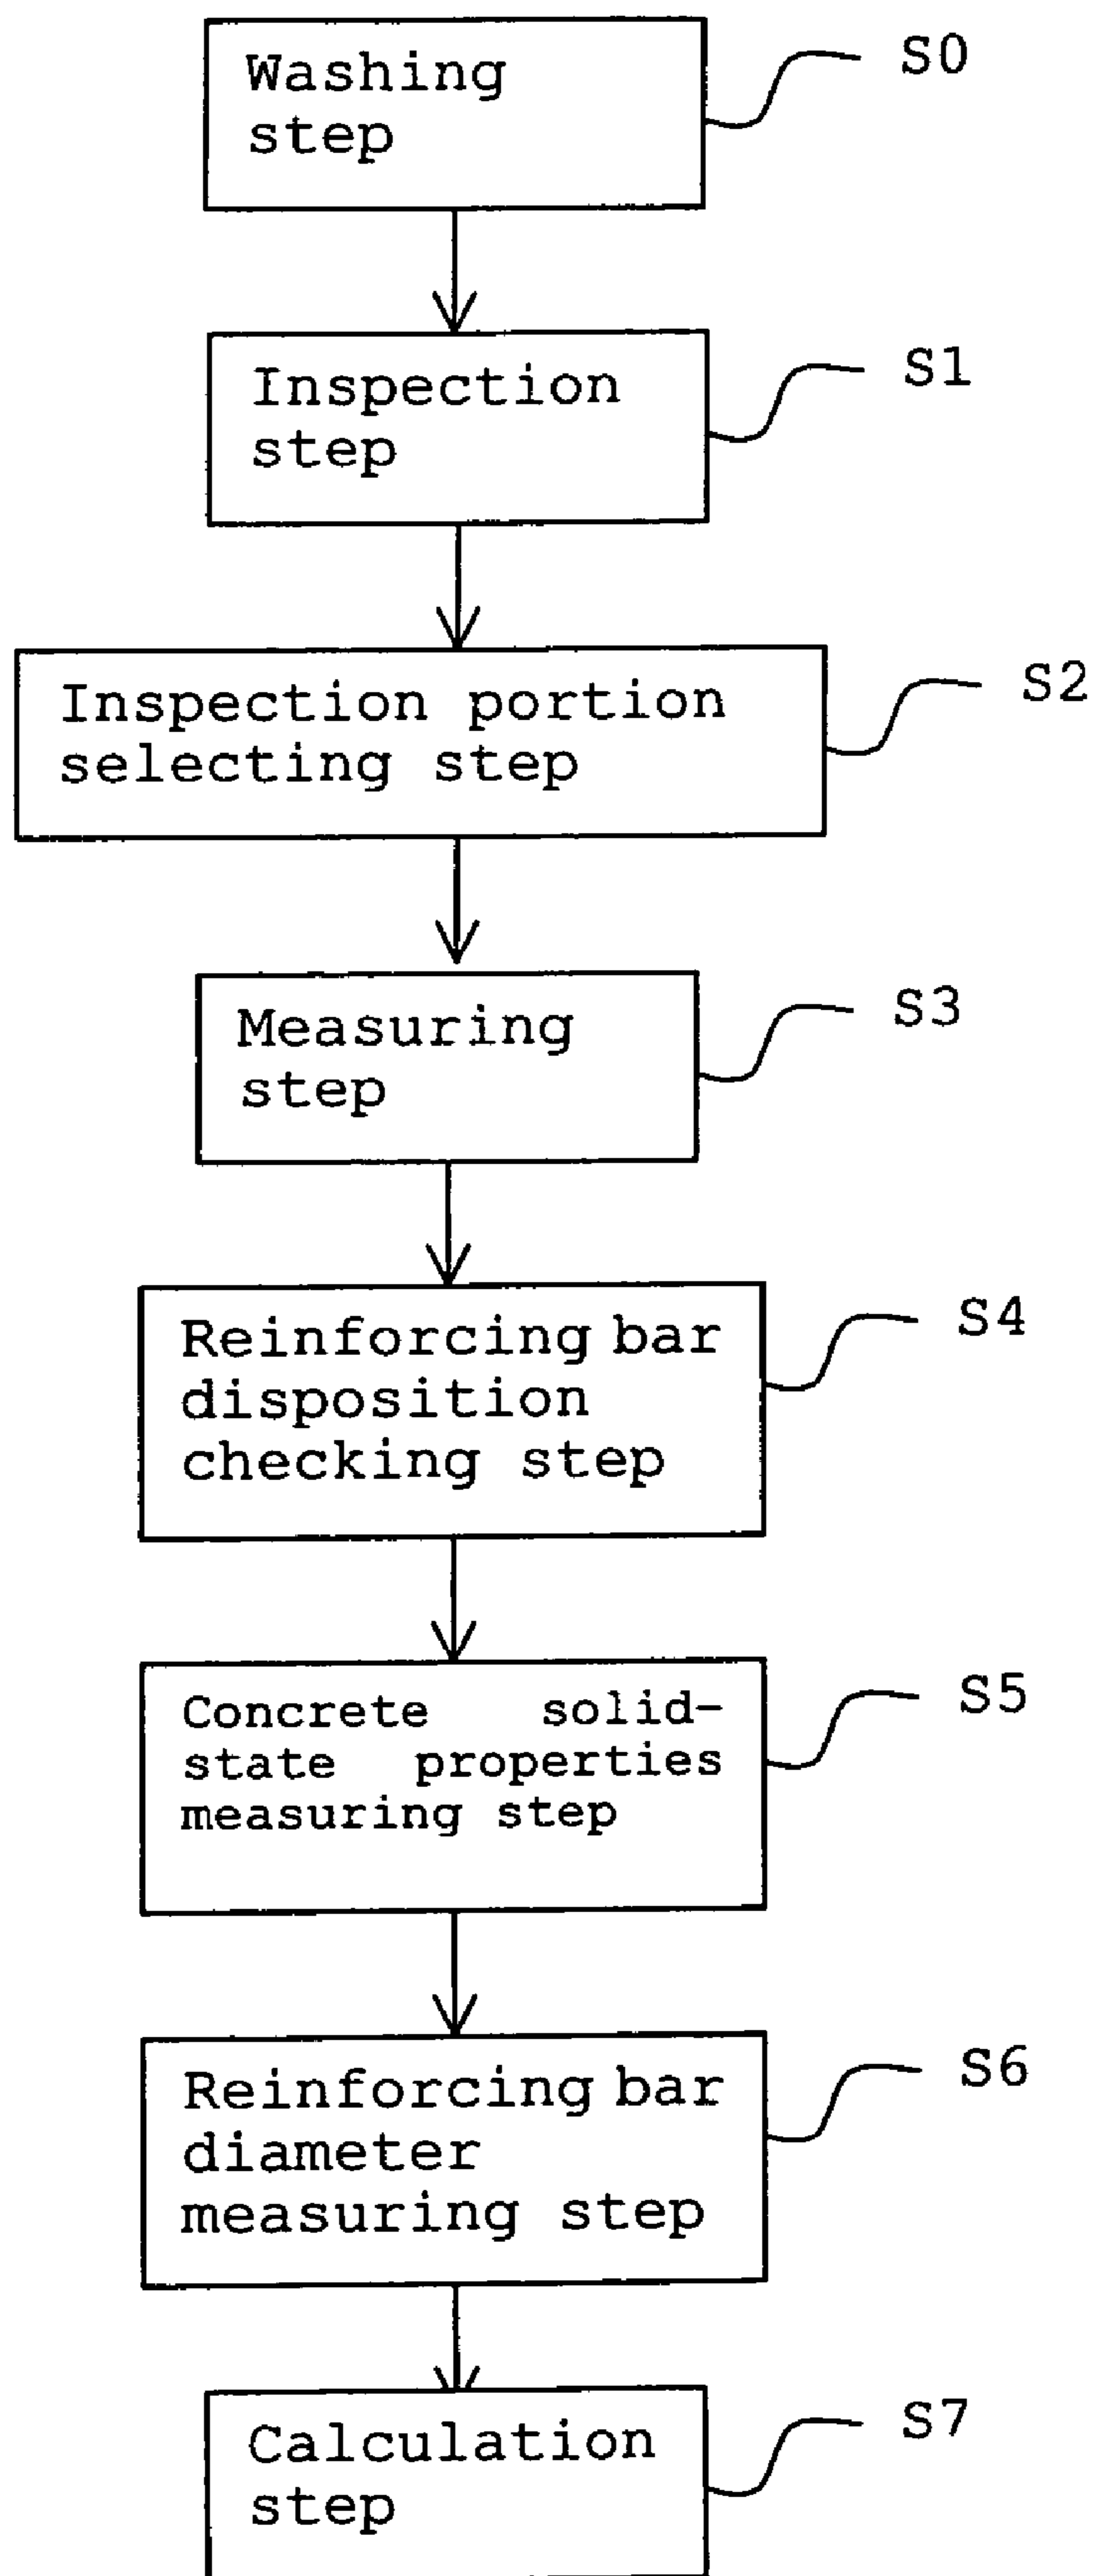 Washing
step
S0
Inspection
step
S1
Inspection portion
selecting step
S2
Measuring
step
S3
Reinforcing bar
disposition
checking step
S4
Concrete solid-
state properties
measuring step
S5
Reinforcing bar
diameter
measuring step
S6
Calculation
step
S7